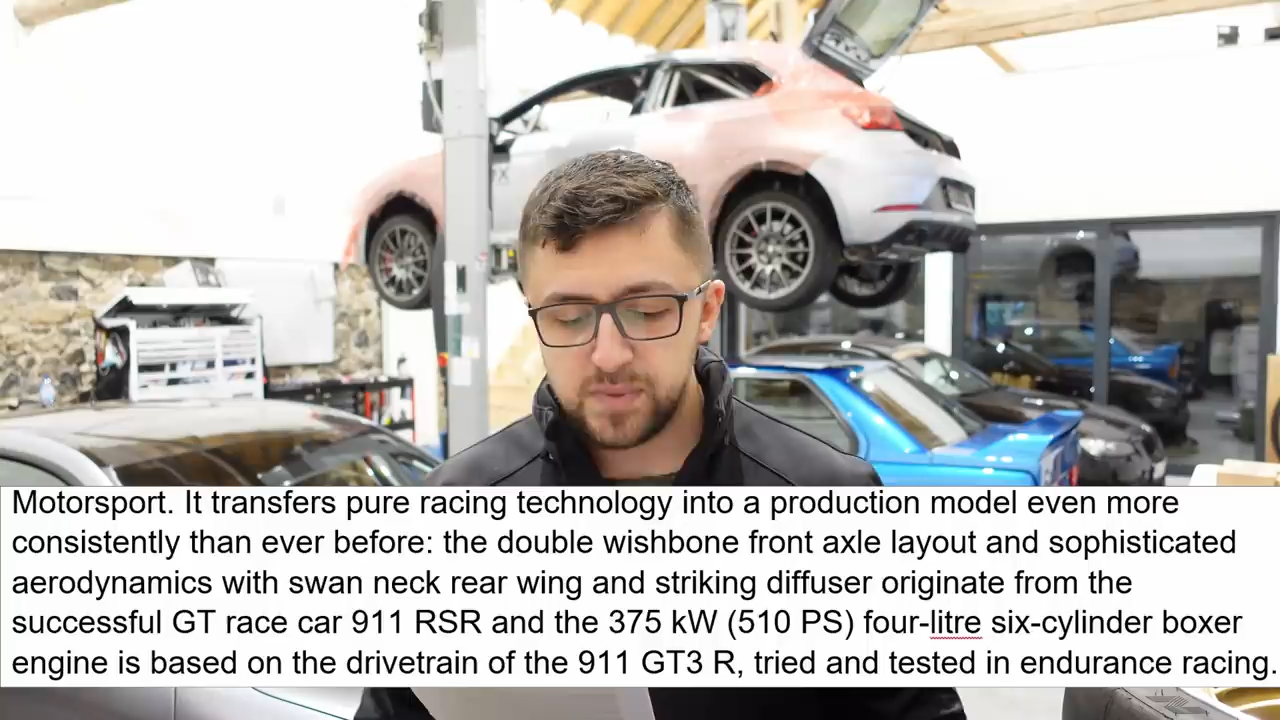 Motorsport. It transfers pure racing technology into a production model even more
consistently than ever before: the double wishbone front axle layout and sophisticated
aerodynamics with swan neck rear wing and striking diffuser originate from the
successful GT race car 911 RSR and the 375 kW (510 PS) four-litre six-cylinder boxer
engine is based on the drivetrain of the 911 GT3 R, tried and tested in endurance racing.